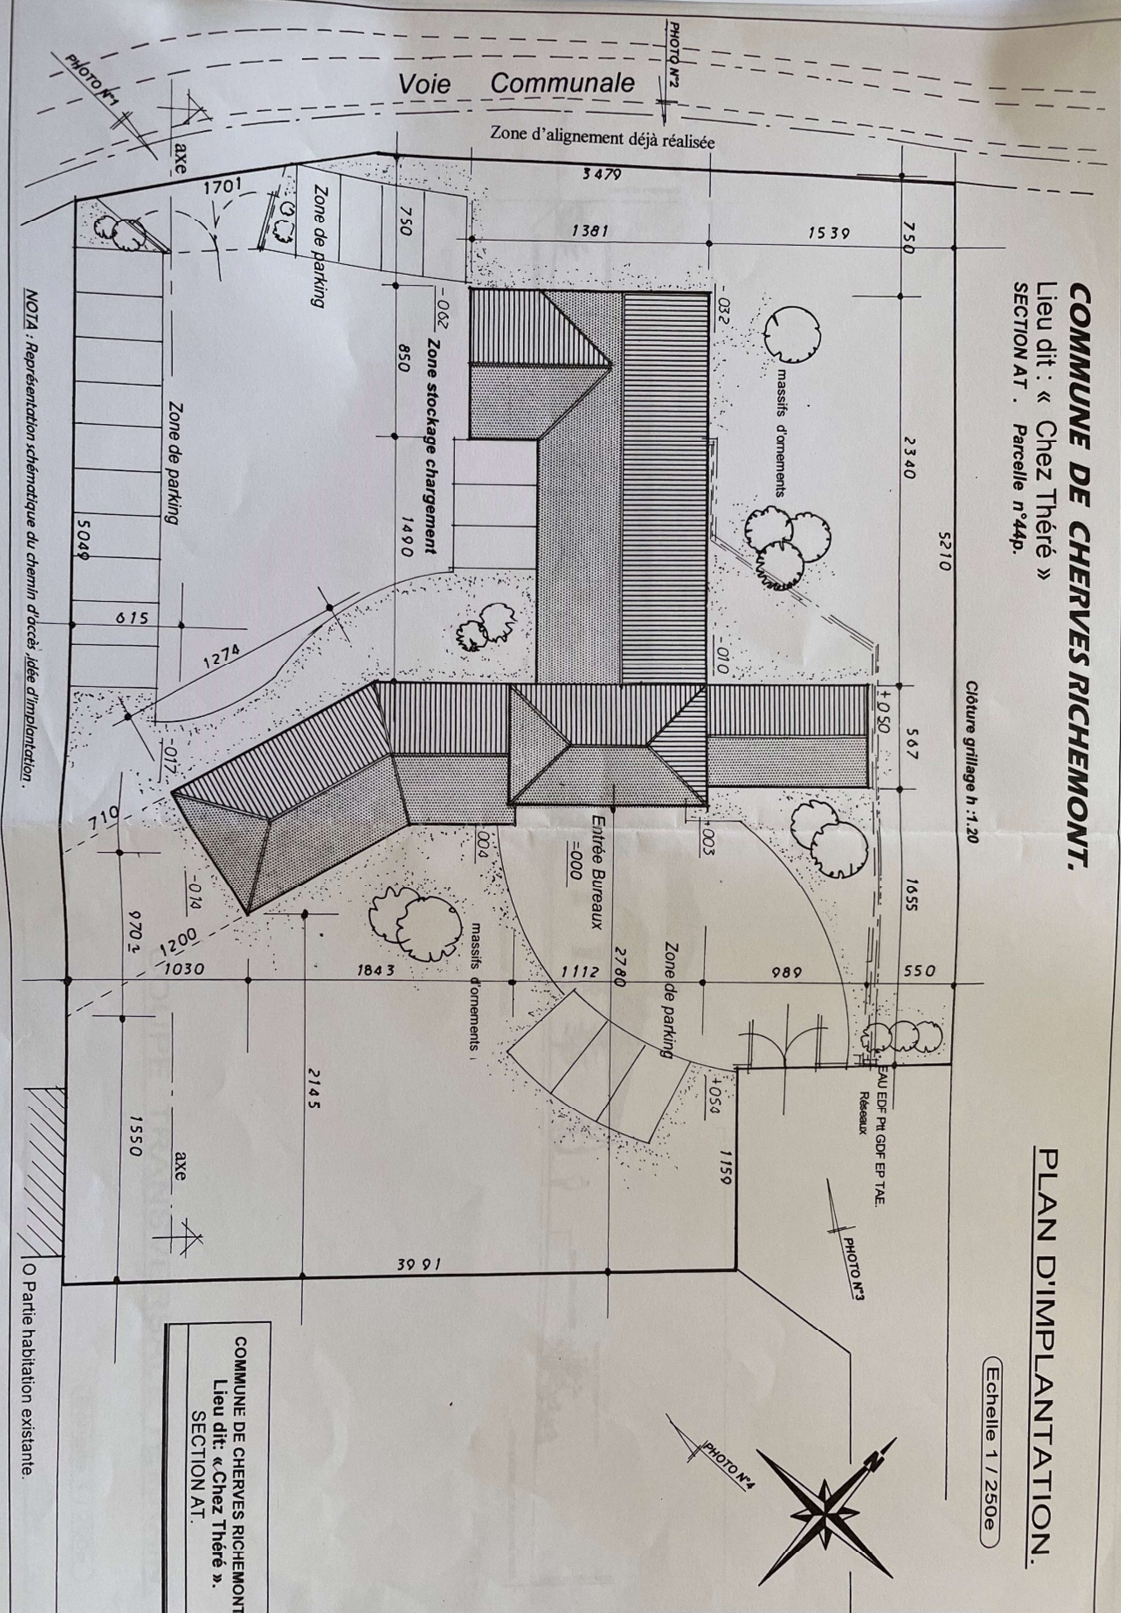 COMMUNE DE CHERVES RICHEMONT.
Lieu dit : « Chez Théré »
SECTION AT . Parcelle n°44p.
PLAN D'IMPLANTATION.
Echelle 1 / 250e
Clôture grillage h :1.20
5210
750
2340
567
1655
550
+050
EAU EDF Ptt GDF EP TAE.
Réseaux
PHOTO N°3
PHOTO N°4
N
PHOTO N°2
Voie Communale
Zone d'alignement déjà réalisée
PHOTO N°1
axe
3479
1539
1381
1701
-032
massifs d'ornements
-010
-003
989
Zone de parking
+054
1159
Entrée Bureaux
=000
2780
1112
-004
massifs d'ornements
1843
750
-062
Zone stockage chargement
850
1490
Zone de parking
Zone de parking
1274
615
5049
-017
-014
710
970
1200
1030
2145
1550
axe
3991
COMMUNE DE CHERVES RICHEMONT
Lieu dit: « Chez Théré ».
SECTION AT.
NOTA : Représentation schématique du chemin d'accès ,idée d'implantation.
O Partie habitation existante.